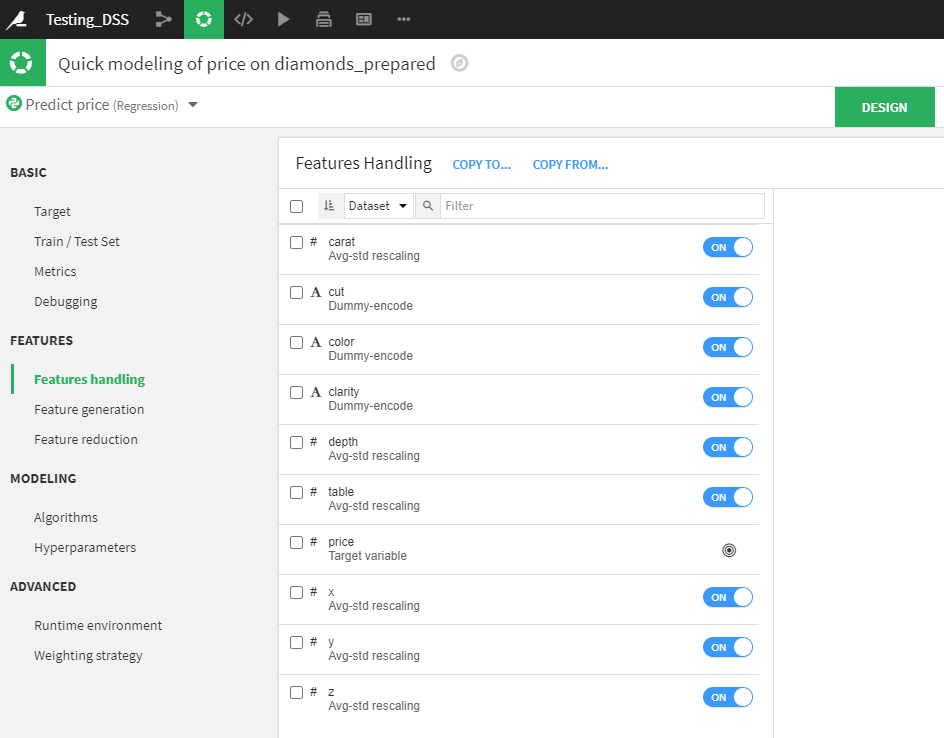 Testing_DSS
Quick modeling of price on diamonds_prepared
Predict price (Regression)
DESIGN
BASIC
Target
Train / Test Set
Metrics
Debugging
FEATURES
Features handling
Feature generation
Feature reduction
MODELING
Algorithms
Hyperparameters
ADVANCED
Runtime environment
Weighting strategy
Features Handling COPY TO... COPY FROM...
Dataset Filter
# carat ON
Avg-std rescaling
A cut ON
Dummy-encode
A color ON
Dummy-encode
A clarity ON
Dummy-encode
# depth ON
Avg-std rescaling
# table ON
Avg-std rescaling
# price
Target variable
# x ON
Avg-std rescaling
# y ON
Avg-std rescaling
# z ON
Avg-std rescaling